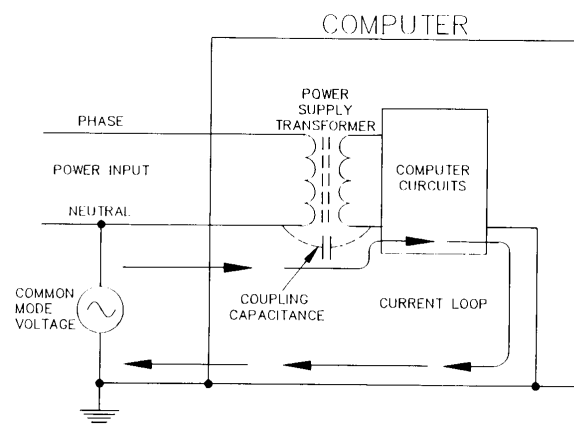 COMPUTER
POWER
SUPPLY
TRANSFORMER
PHASE
POWER INPUT
COMPUTER
CURCUITS
NEUTRAL
COUPLING
CAPACITANCE
CURRENT LOOP
COMMON
MODE
VOLTAGE